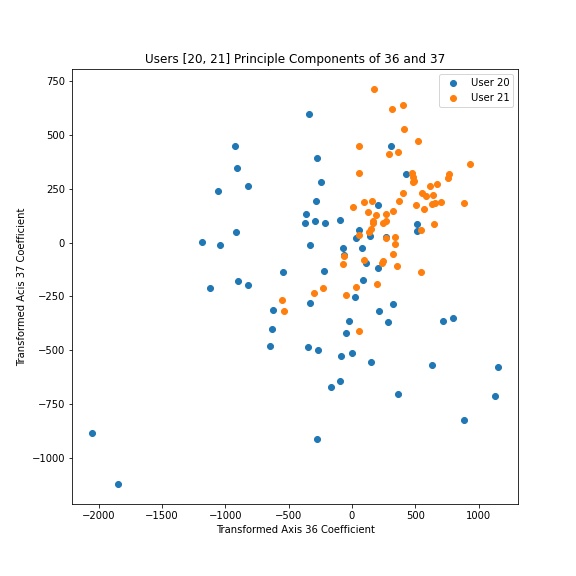 Users [20, 21] Principle Components of 36 and 37
User 20
User 21
Transformed Acis 37 Coefficient
750
500
250
0
−250
−500
−750
−1000
−2000 −1500 −1000 −500 0 500 1000
Transformed Axis 36 Coefficient